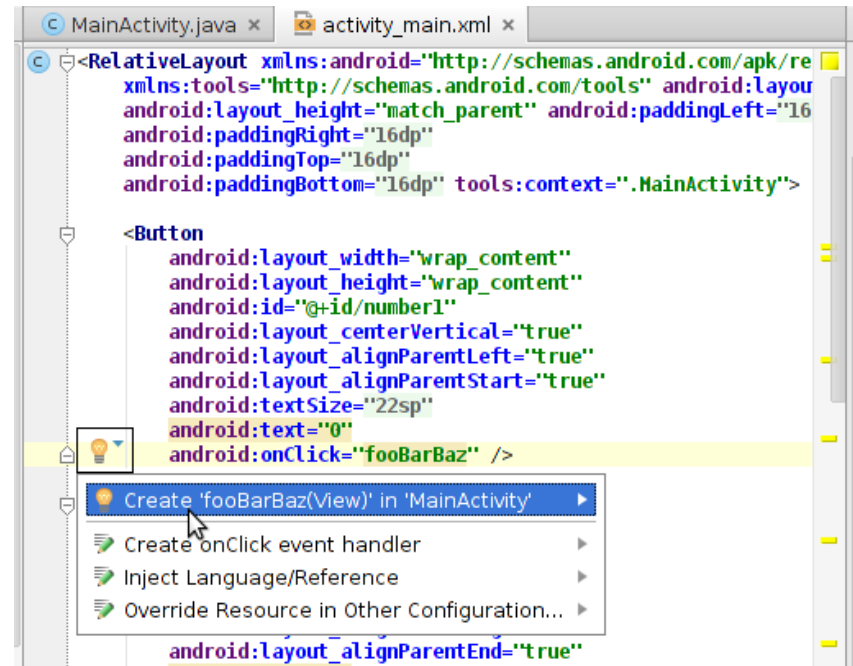 MainActivity.java × activity_main.xml ×
<RelativeLayout xmlns:android="http://schemas.android.com/apk/re
xmlns:tools="http://schemas.android.com/tools" android:layour
android:layout_height="match_parent" android:paddingLeft="16
android:paddingRight="16dp"
android:paddingTop="16dp"
android:paddingBottom="16dp" tools:context=".MainActivity">
<Button
android:layout_width="wrap_content"
android:layout_height="wrap_content"
android:id="@+id/number1"
android:layout_centerVertical="true"
android:layout_alignParentLeft="true"
android:layout_alignParentStart="true"
android:textSize="22sp"
android:text="0"
android:onClick="fooBarBaz" />
Create 'fooBarBaz(View)' in 'MainActivity'
Create onClick event handler
Inject Language/Reference
Override Resource in Other Configuration...
android:layout_alignParentEnd="true"